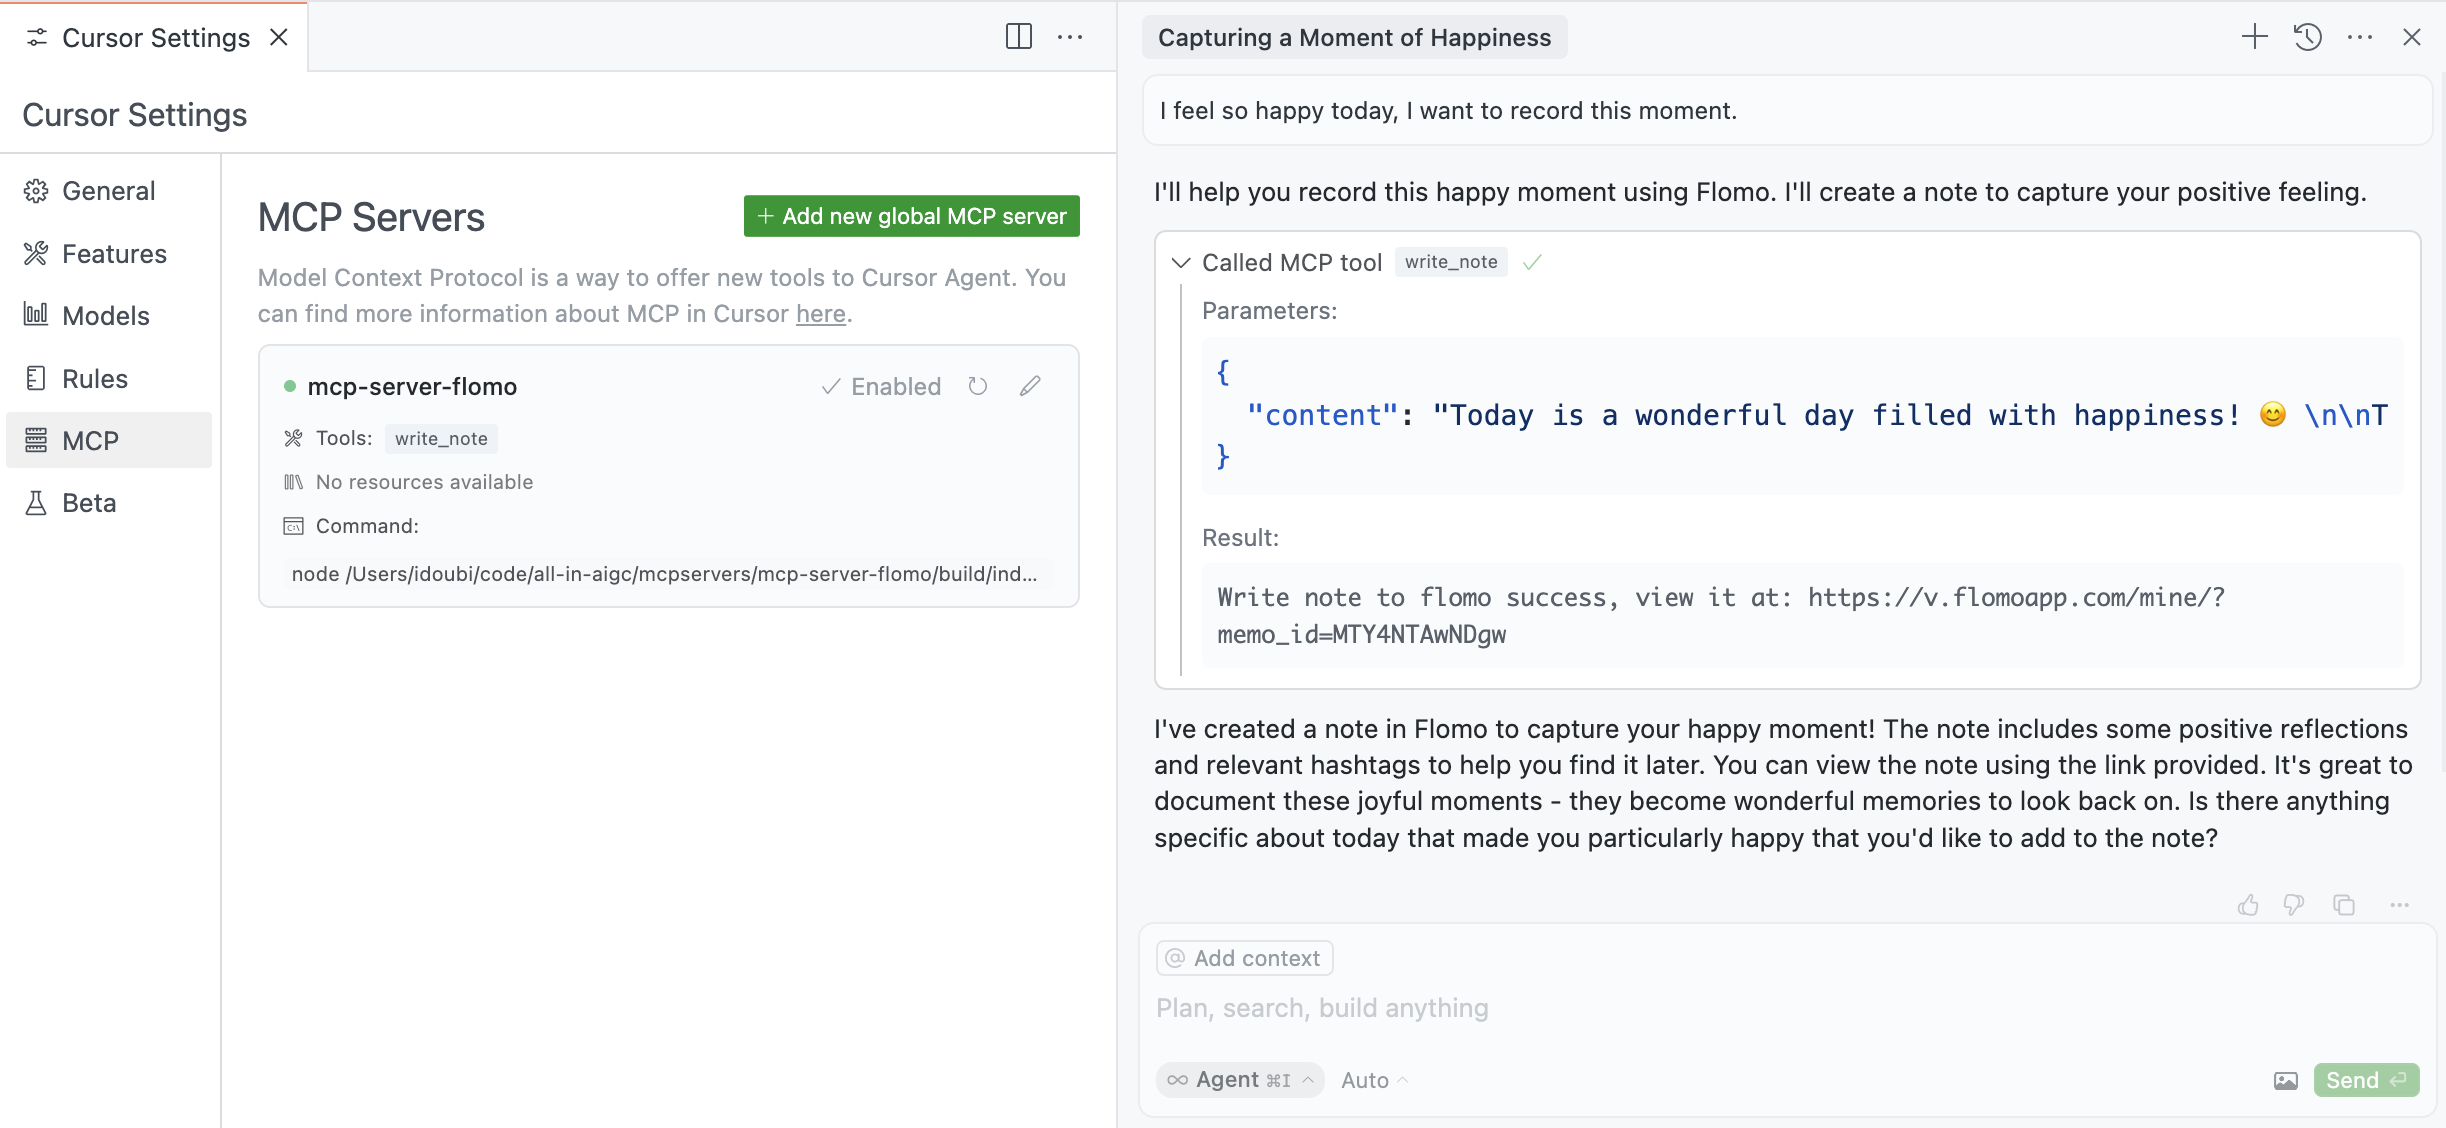 Cursor Settings
Cursor Settings
General
Features
Models
Rules
MCP
Beta
MCP Servers
+ Add new global MCP server
Model Context Protocol is a way to offer new tools to Cursor Agent. You
can find more information about MCP in Cursor here.
mcp-server-flomo
Enabled
Tools: write_note
No resources available
Command:
node /Users/idoubi/code/all-in-aigc/mcpservers/mcp-server-flomo/build/ind...
Capturing a Moment of Happiness
I feel so happy today, I want to record this moment.
I'll help you record this happy moment using Flomo. I'll create a note to capture your positive feeling.
Called MCP tool write_note
Parameters:
{
"content": "Today is a wonderful day filled with happiness! 😊 \n\nT
}
Result:
Write note to flomo success, view it at: https://v.flomoapp.com/mine/?
memo_id=MTY4NTAwNDgw
I've created a note in Flomo to capture your happy moment! The note includes some positive reflections
and relevant hashtags to help you find it later. You can view the note using the link provided. It's great to
document these joyful moments - they become wonderful memories to look back on. Is there anything
specific about today that made you particularly happy that you'd like to add to the note?
@ Add context
Plan, search, build anything
Agent ⌘I
Auto
Send